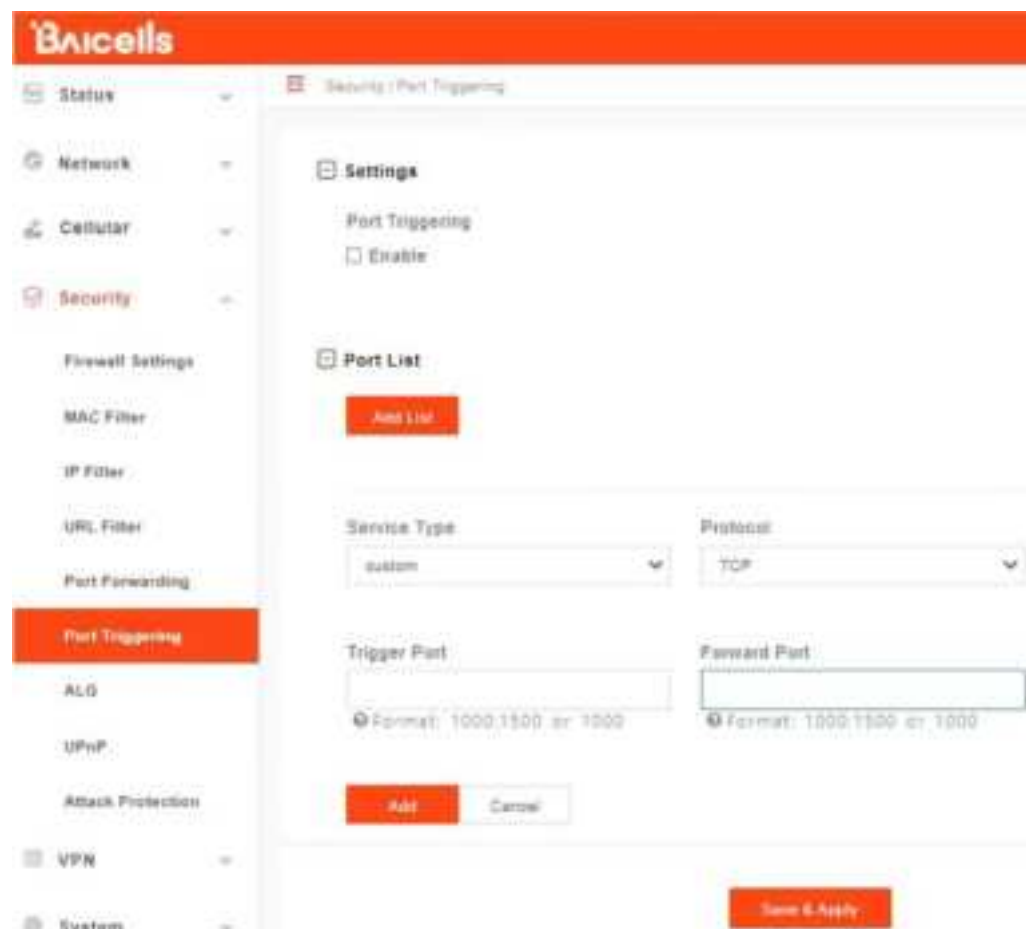 BAICELLS
Status
Security / Port Triggering
Network
Settings
Port Triggering
Cellular
Enable
Security
Firewall Settings
Port List
MAC Filter
Add List
IP Filter
URL Filter
Service Type
Protocol
custom
TCP
Port Forwarding
Port Triggering
Trigger Port
Forward Port
ALG
Format: 1000:1500 or 1000
Format: 1000:1500 or 1000
UPnP
Attack Protection
Add
Cancel
VPN
Save & Apply
System